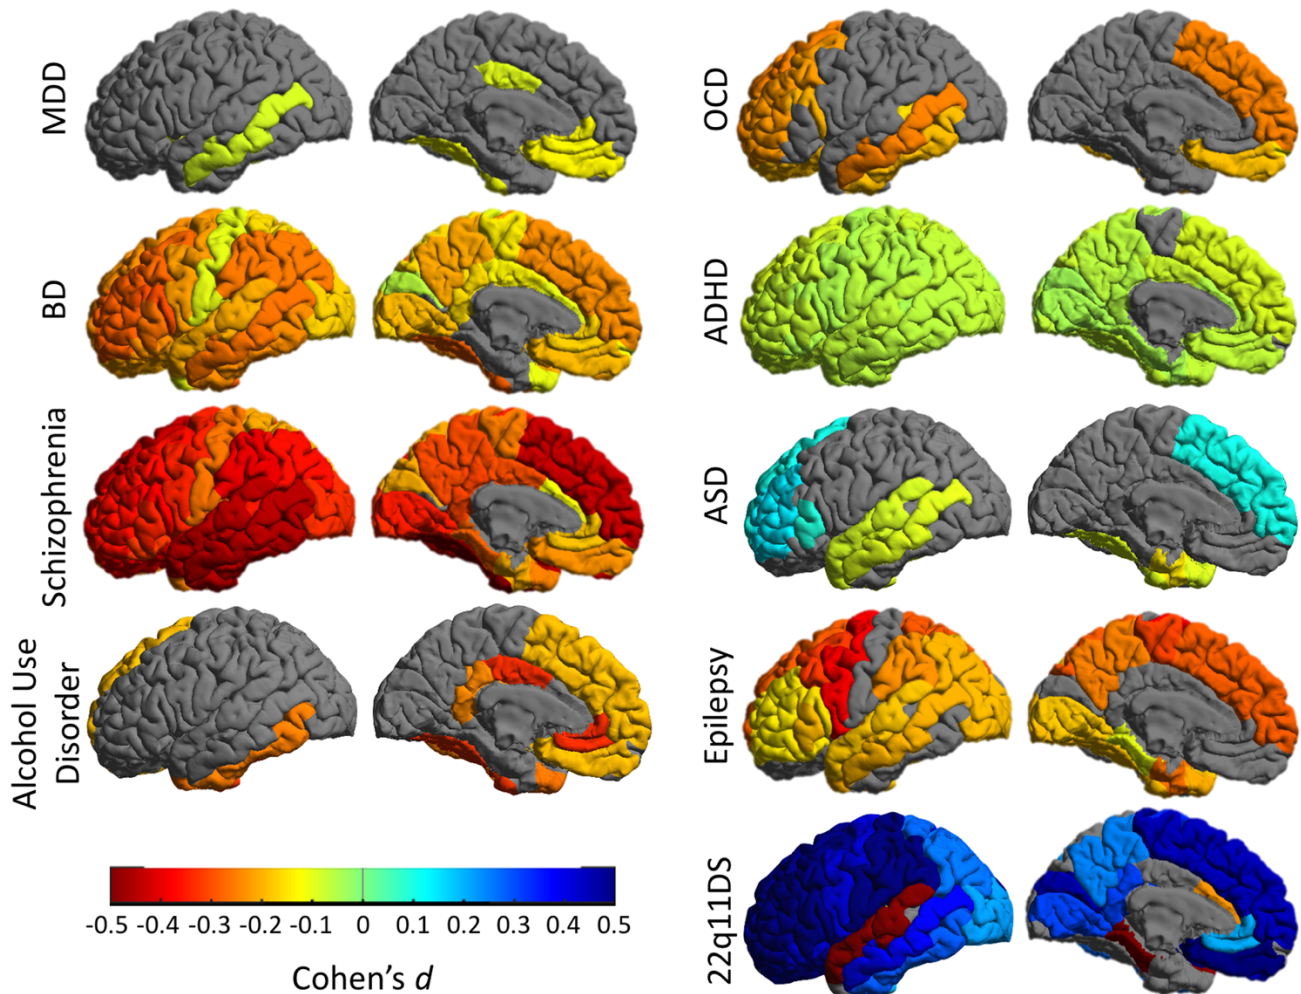 MDD
OCD
BD
ADHD
Schizophrenia
ASD
Alcohol Use
Disorder
Epilepsy
22q11DS
-0.5 -0.4 -0.3 -0.2 -0.1 0 0.1 0.2 0.3 0.4 0.5
Cohen's d